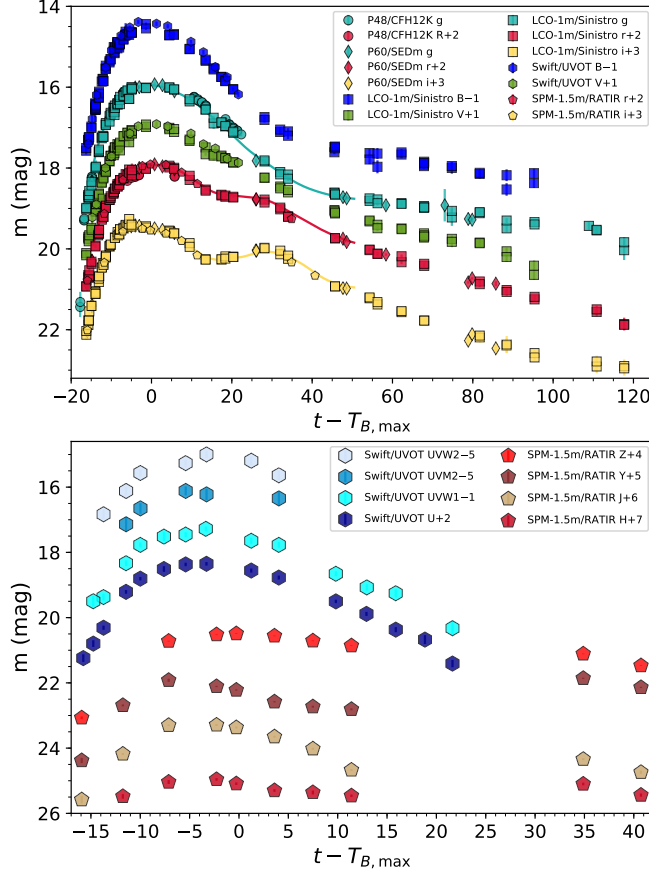 14
16
18
20
22
m (mag)
P48/CFH12K g
P48/CFH12K R+2
P60/SEDm g
P60/SEDm r+2
P60/SEDm i+3
LCO-1m/Sinistro B−1
LCO-1m/Sinistro V+1
LCO-1m/Sinistro g
LCO-1m/Sinistro r+2
LCO-1m/Sinistro i+3
Swift/UVOT B−1
Swift/UVOT V+1
SPM-1.5m/RATIR r+2
SPM-1.5m/RATIR i+3
−20 0 20 40 60 80 100 120
t − T_B, max
16
18
20
22
24
26
m (mag)
Swift/UVOT UVW2−5
Swift/UVOT UVM2−5
Swift/UVOT UVW1−1
Swift/UVOT U+2
SPM-1.5m/RATIR Z+4
SPM-1.5m/RATIR Y+5
SPM-1.5m/RATIR J+6
SPM-1.5m/RATIR H+7
−15 −10 −5 0 5 10 15 20 25 30 35 40
t − T_B, max